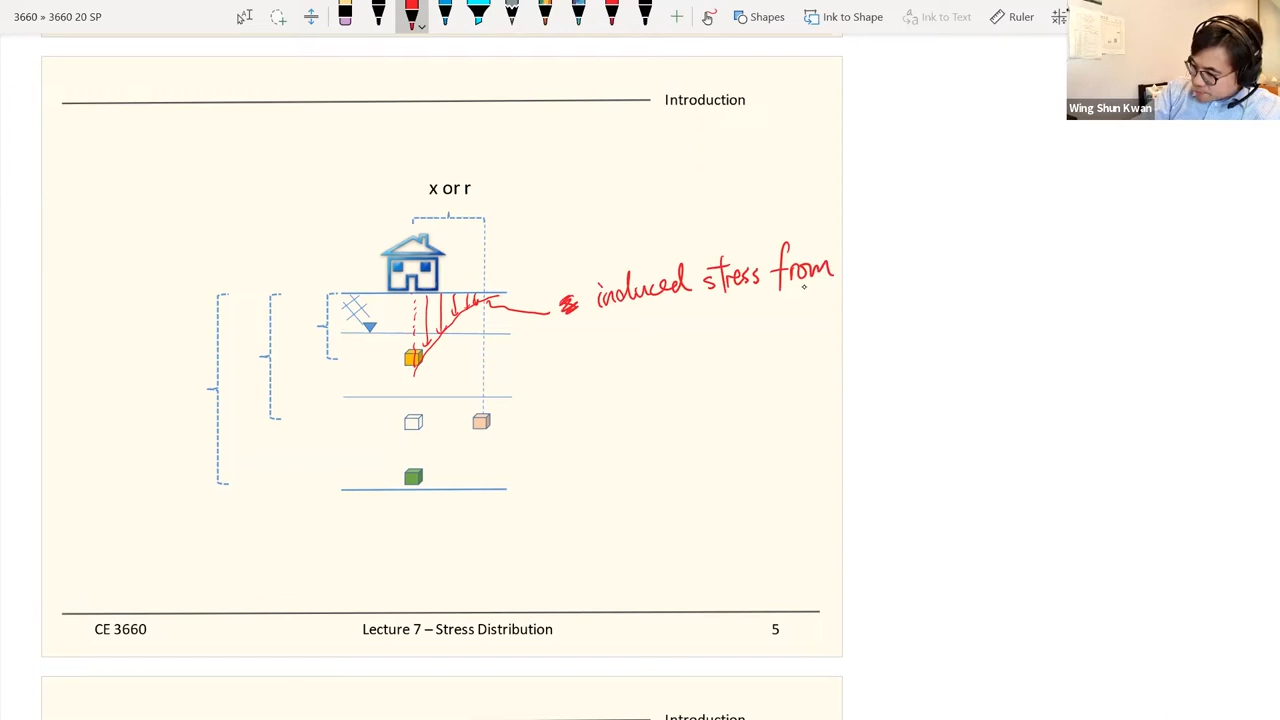 3660 » 3660 20 SP
Shapes
Ink to Shape
Ink to Text
Ruler
Wing Shun Kwan
Introduction
x or r
induced stress from
CE 3660
Lecture 7 – Stress Distribution
5
Introduction